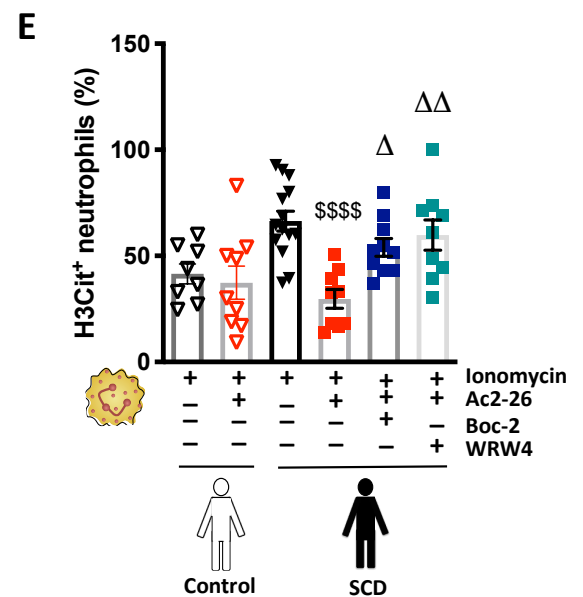 E
H3Cit+ neutrophils (%)
150
100
50
0
$$$$
Δ
ΔΔ
+ + + + + + Ionomycin
− + − + + + Ac2-26
− − − − + − Boc-2
− − − − − + WRW4
Control SCD